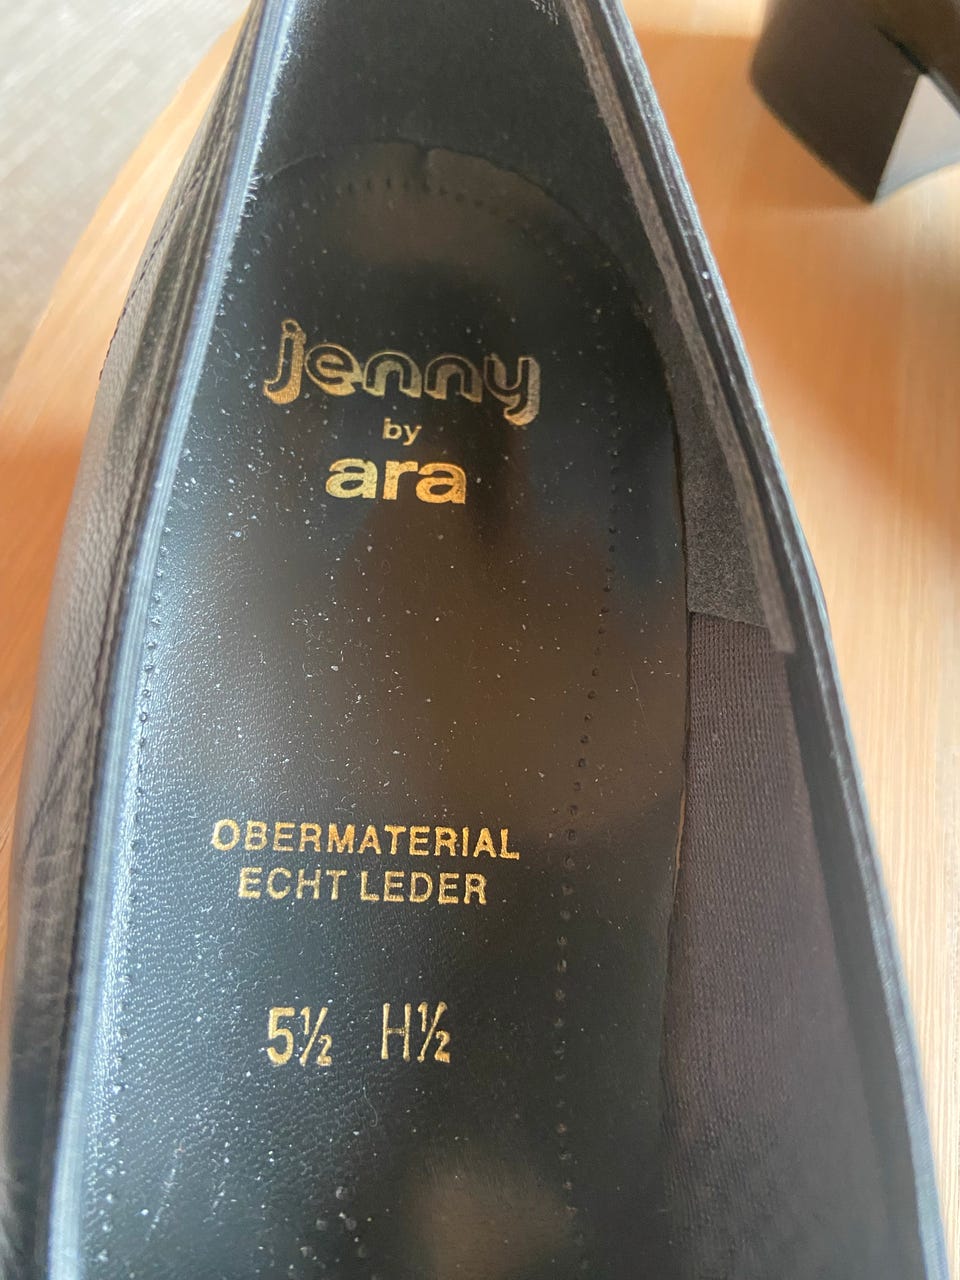 jenny
by
ara
OBERMATERIAL
ECHT LEDER
5½ H½